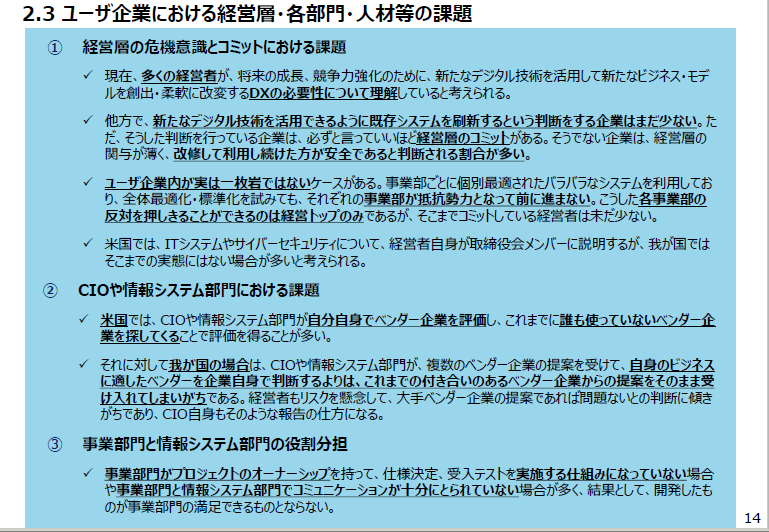 2.3 ユーザ企業における経営層・各部門・人材等の課題
① 経営層の危機意識とコミットにおける課題
✓ 現在、多くの経営者が、将来の成長、競争力強化のために、新たなデジタル技術を活用して新たなビジネス・モデ
ルを創出・柔軟に改変するDXの必要性について理解していると考えられる。
✓ 他方で、新たなデジタル技術を活用できるように既存システムを刷新するという判断をする企業はまだ少ない。た
だ、そうした判断を行っている企業は、必ずと言っていいほど経営層のコミットがある。そうでない企業は、経営層の
関与が薄く、改修して利用し続けた方が安全であると判断される割合が多い。
✓ ユーザ企業内が実は一枚岩ではないケースがある。事業部ごとに個別最適されたバラバラなシステムを利用してお
り、全体最適化・標準化を試みても、それぞれの事業部が抵抗勢力となって前に進まない。こうした各事業部の
反対を押しきることができるのは経営トップのみであるが、そこまでコミットしている経営者は未だ少ない。
✓ 米国では、ITシステムやサイバーセキュリティについて、経営者自身が取締役会メンバーに説明するが、我が国では
そこまでの実態にはない場合が多いと考えられる。
② CIOや情報システム部門における課題
✓ 米国では、CIOや情報システム部門が自分自身でベンダー企業を評価し、これまでに誰も使っていないベンダー企
業を探してくることで評価を得ることが多い。
✓ それに対して我が国の場合は、CIOや情報システム部門が、複数のベンダー企業の提案を受けて、自身のビジネス
に適したベンダーを企業自身で判断するよりは、これまでの付き合いのあるベンダー企業からの提案をそのまま受
け入れてしまいがちである。経営者もリスクを懸念して、大手ベンダー企業の提案であれば問題ないとの判断に傾き
がちであり、CIO自身もそのような報告の仕方になる。
③ 事業部門と情報システム部門の役割分担
✓ 事業部門がプロジェクトのオーナーシップを持って、仕様決定、受入テストを実施する仕組みになっていない場合
や事業部門と情報システム部門でコミュニケーションが十分にとられていない場合が多く、結果として、開発したも
のが事業部門の満足できるものとならない。
14